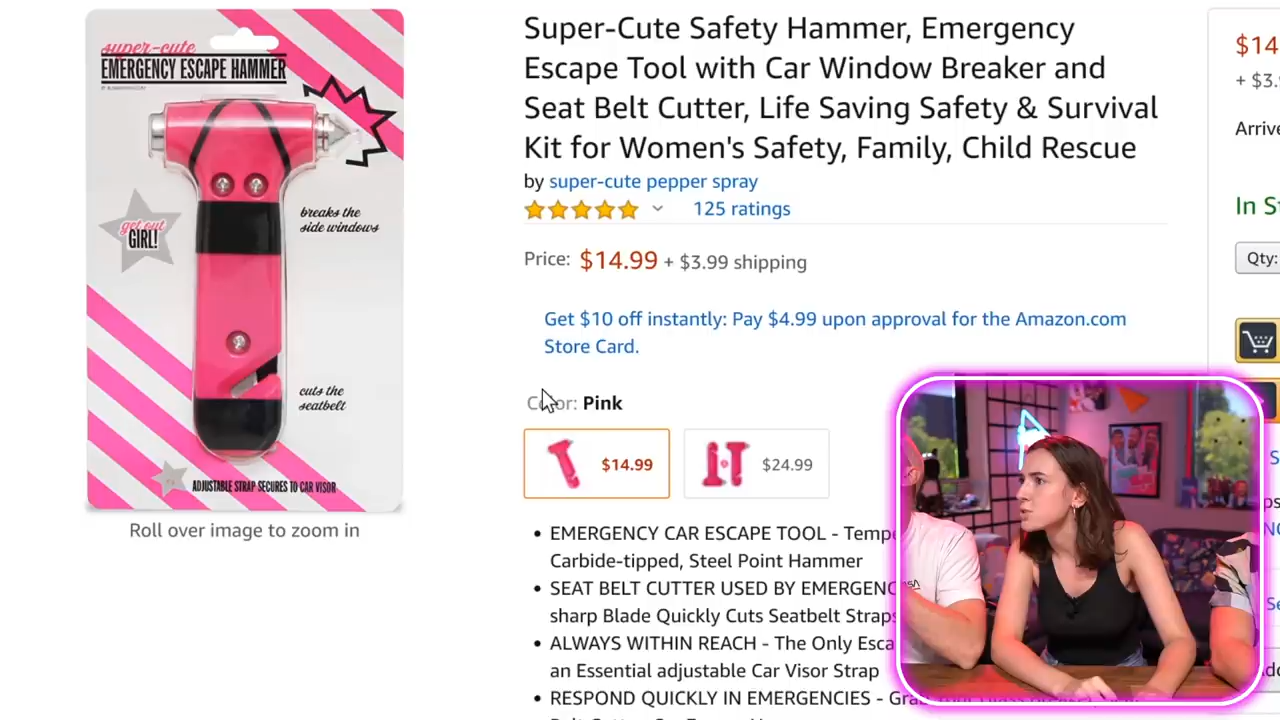 super-cute
EMERGENCY ESCAPE HAMMER
breaks the
side windows
get out
GIRL!
cuts the
seatbelt
ADJUSTABLE STRAP SECURES TO CAR VISOR
Roll over image to zoom in
Super-Cute Safety Hammer, Emergency
Escape Tool with Car Window Breaker and
Seat Belt Cutter, Life Saving Safety & Survival
Kit for Women's Safety, Family, Child Rescue
by super-cute pepper spray
125 ratings
Price: $14.99 + $3.99 shipping
Get $10 off instantly: Pay $4.99 upon approval for the Amazon.com
Store Card.
Color: Pink
$14.99
$24.99
• EMERGENCY CAR ESCAPE TOOL - Tempe
Carbide-tipped, Steel Point Hammer
• SEAT BELT CUTTER USED BY EMERGENC
sharp Blade Quickly Cuts Seatbelt Straps
• ALWAYS WITHIN REACH - The Only Esca
an Essential adjustable Car Visor Strap
• RESPOND QUICKLY IN EMERGENCIES - Gra
$14
+ $3.
Arrive
In S
Qty: